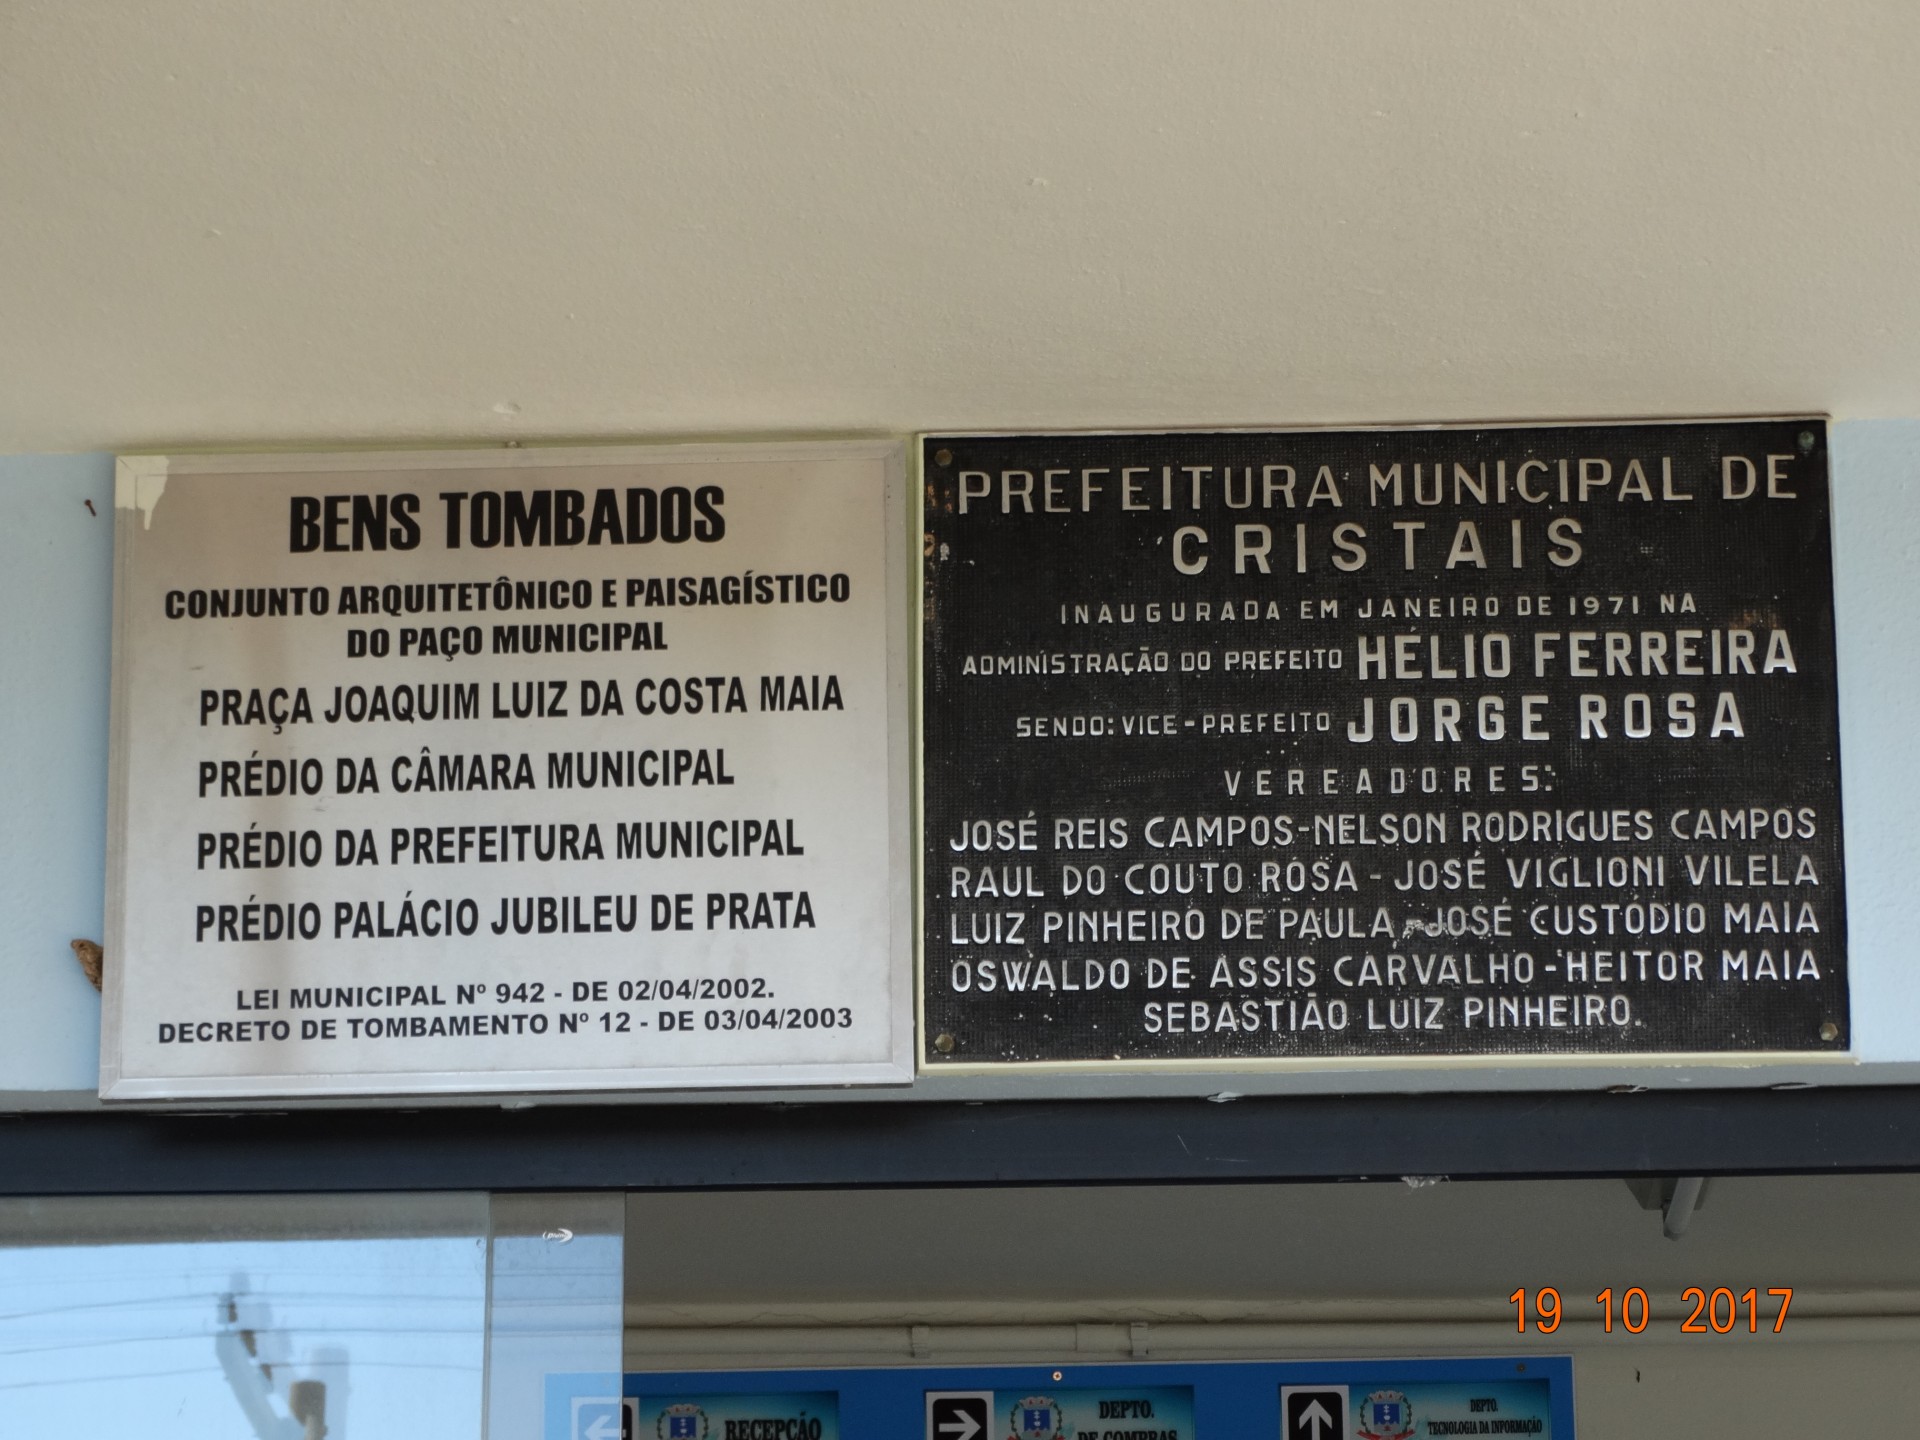 BENS TOMBADOS
CONJUNTO ARQUITETÔNICO E PAISAGÍSTICO
DO PAÇO MUNICIPAL
PRAÇA JOAQUIM LUIZ DA COSTA MAIA
PRÉDIO DA CÂMARA MUNICIPAL
PRÉDIO DA PREFEITURA MUNICIPAL
PRÉDIO PALÁCIO JUBILEU DE PRATA
LEI MUNICIPAL Nº 942 - DE 02/04/2002.
DECRETO DE TOMBAMENTO Nº 12 - DE 03/04/2003
PREFEITURA MUNICIPAL DE
CRISTAIS
INAUGURADA EM JANEIRO DE 1971 NA
ADMINISTRAÇÃO DO PREFEITO HÉLIO FERREIRA
SENDO: VICE-PREFEITO JORGE ROSA
VEREADORES:
JOSÉ REIS CAMPOS-NELSON RODRIGUES CAMPOS
RAUL DO COUTO ROSA - JOSÉ VIGLIONI VILELA
LUIZ PINHEIRO DE PAULA - JOSÉ CUSTÓDIO MAIA
OSWALDO DE ASSIS CARVALHO - HEITOR MAIA
SEBASTIÃO LUIZ PINHEIRO.
19 10 2017
RECEPÇÃO
DEPTO.
DE COMPRAS
DEPTO.
TECNOLOGIA DA INFORMAÇÃO